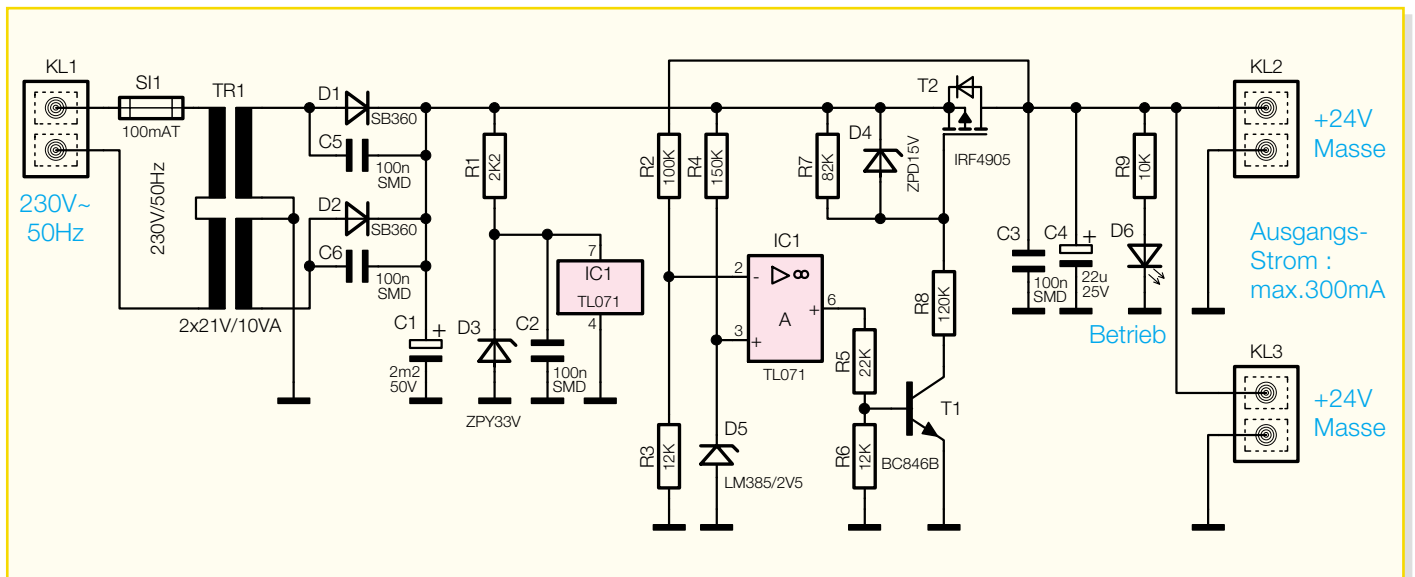 KL1
SI1
100mAT
TR1
230V~
50Hz
230V/50Hz
2x21V/10VA
D1
SB360
C5
100n
SMD
D2
SB360
C6
100n
SMD
C1
+
2m2
50V
R1
2K2
D3
ZPY33V
C2
100n
SMD
7
IC1
TL071
4
R2
100K
R4
150K
R3
12K
D5
LM385/2V5
IC1
2
-
3
+
A
∞
6
+
TL071
R7
82K
D4
ZPD15V
T2
IRF4905
R5
22K
R6
12K
R8
120K
T1
BC846B
C3
100n
SMD
C4
+
22u
25V
R9
10K
D6
Betrieb
KL2
+24V
Masse
Ausgangs-
Strom :
max.300mA
KL3
+24V
Masse